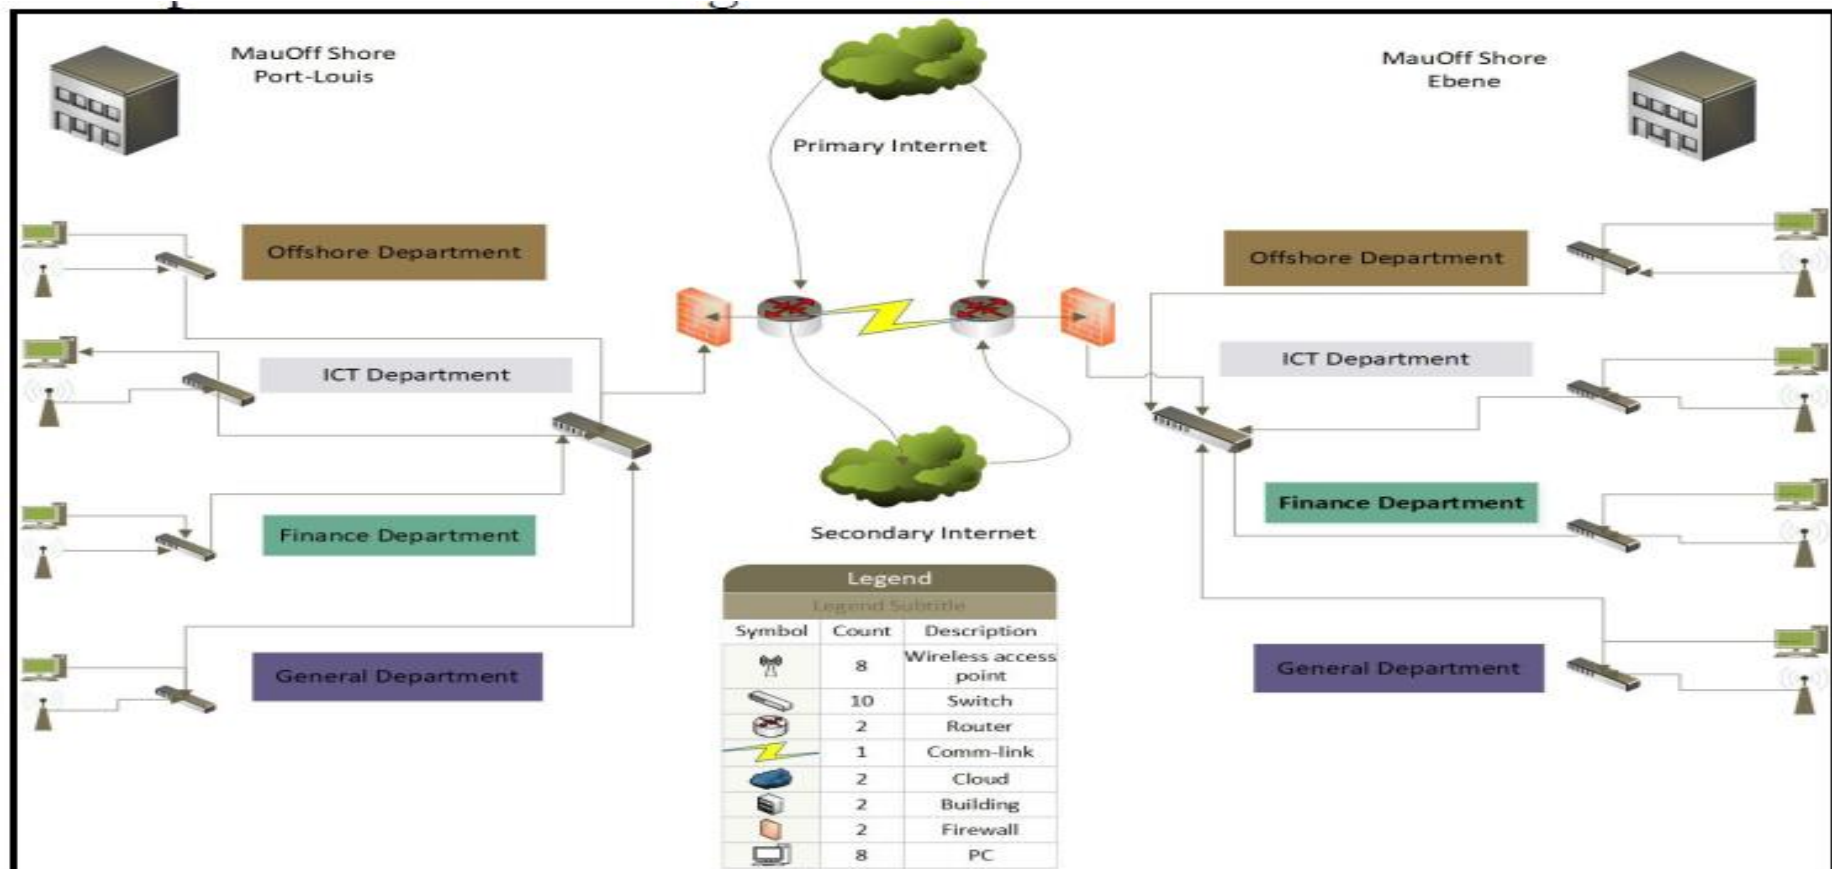 MauOff Shore
Port-Louis
MauOff Shore
Ebene
Primary Internet
Offshore Department
Offshore Department
ICT Department
ICT Department
Finance Department
Finance Department
Secondary Internet
General Department
General Department
Legend
Legend Subtitle
Symbol Count Description
8 Wireless access
point
10 Switch
2 Router
1 Comm-link
2 Cloud
2 Building
2 Firewall
8 PC